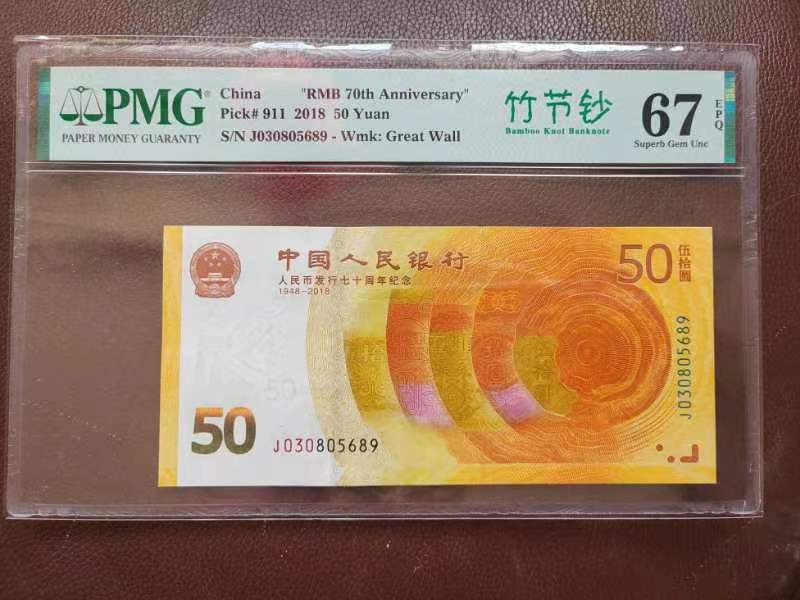 PMG
PAPER MONEY GUARANTY
China "RMB 70th Anniversary"
Pick# 911 2018 50 Yuan
S/N J030805689 - Wmk: Great Wall
竹节钞
Bamboo Knot Banknote
67 EPQ
Superb Gem Unc
中国人民银行
人民币发行七十周年纪念
1948-2018
50 伍拾圆
J030805689
50
50
J030805689